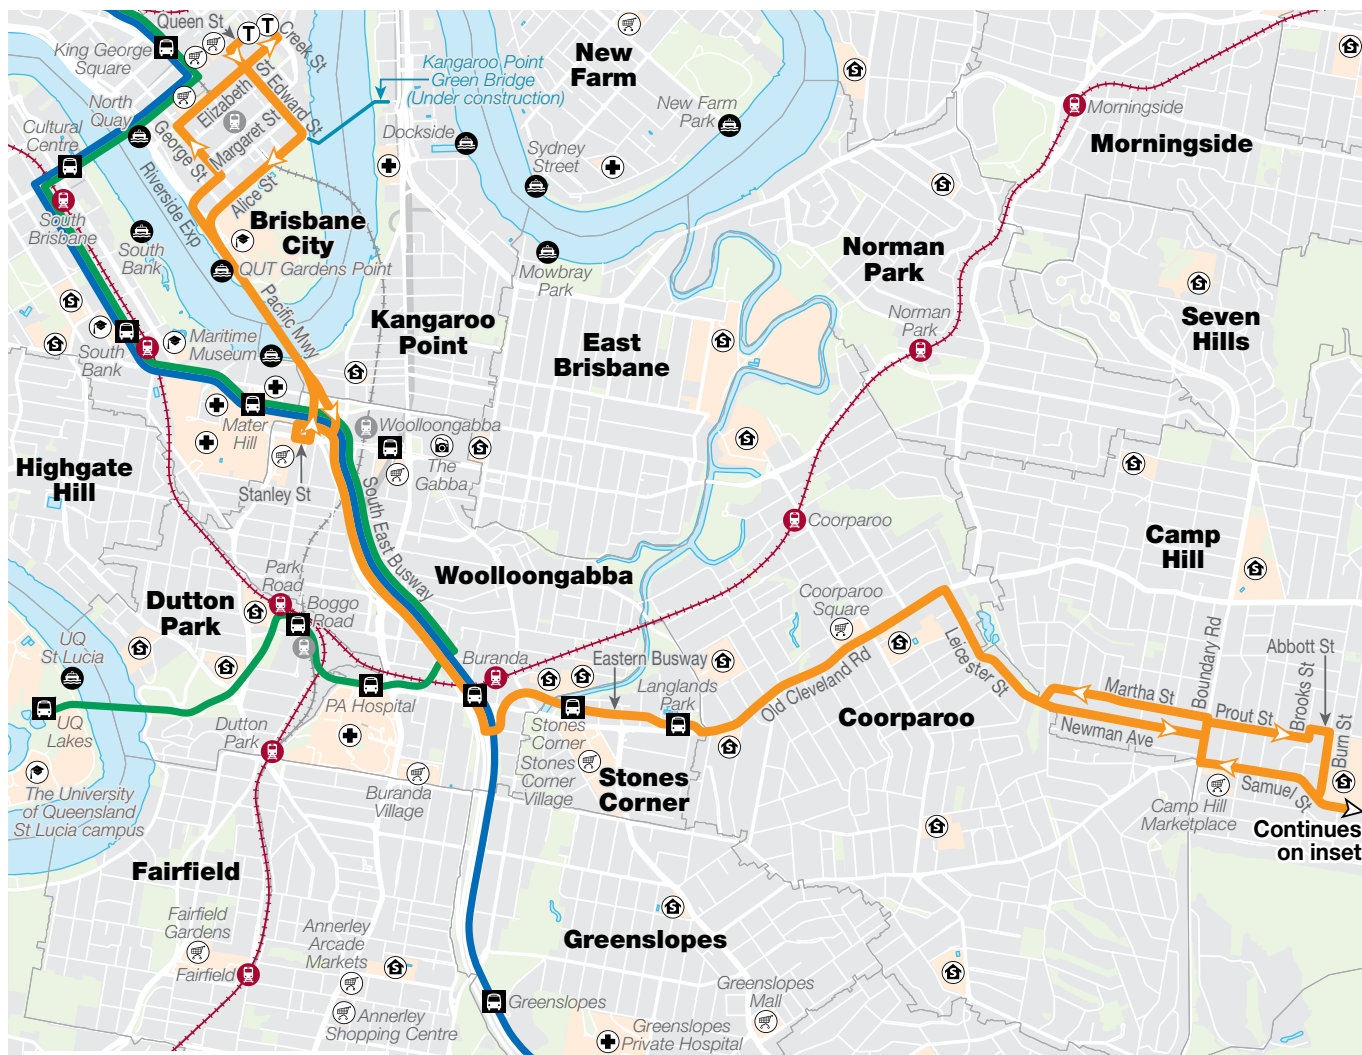 Queen St
T
T
Creek St
King George
Square
New
Farm
Kangaroo Point
Green Bridge
(Under construction)
North
Quay
Elizabeth St
Edward St
Margaret St
George St
Alice St
Cultural
Centre
Dockside
New Farm
Park
Sydney
Street
Morningside
Morningside
Riverside Exp
South
Brisbane
South
Bank
Brisbane
City
QUT Gardens Point
Mowbray
Park
Norman
Park
Norman
Park
Seven
Hills
Pacific Mwy
Kangaroo
Point
East
Brisbane
South
Bank
Maritime
Museum
Mater
Hill
Woolloongabba
The
Gabba
Highgate
Hill
Stanley St
South East Busway
Coorparoo
Camp
Hill
Woolloongabba
Park
Road
Boggo
Road
Dutton
Park
Coorparoo
Square
UQ
St Lucia
Buranda
Eastern Busway
Langlands
Park
Old Cleveland Rd
Leicester St
Boundary Rd
Abbott St
Brooks St
Martha St
Prout St
Burn St
Newman Ave
Samuel St
UQ
Lakes
PA Hospital
Stones
Corner
Coorparoo
Dutton
Park
Stones
Corner
Village
Stones
Corner
The University
of Queensland
St Lucia campus
Buranda
Village
Camp Hill
Marketplace
Continues
on inset
Fairfield
Fairfield
Gardens
Annerley
Arcade
Markets
Greenslopes
Fairfield
Greenslopes
Greenslopes
Mall
Annerley
Shopping Centre
Greenslopes
Private Hospital